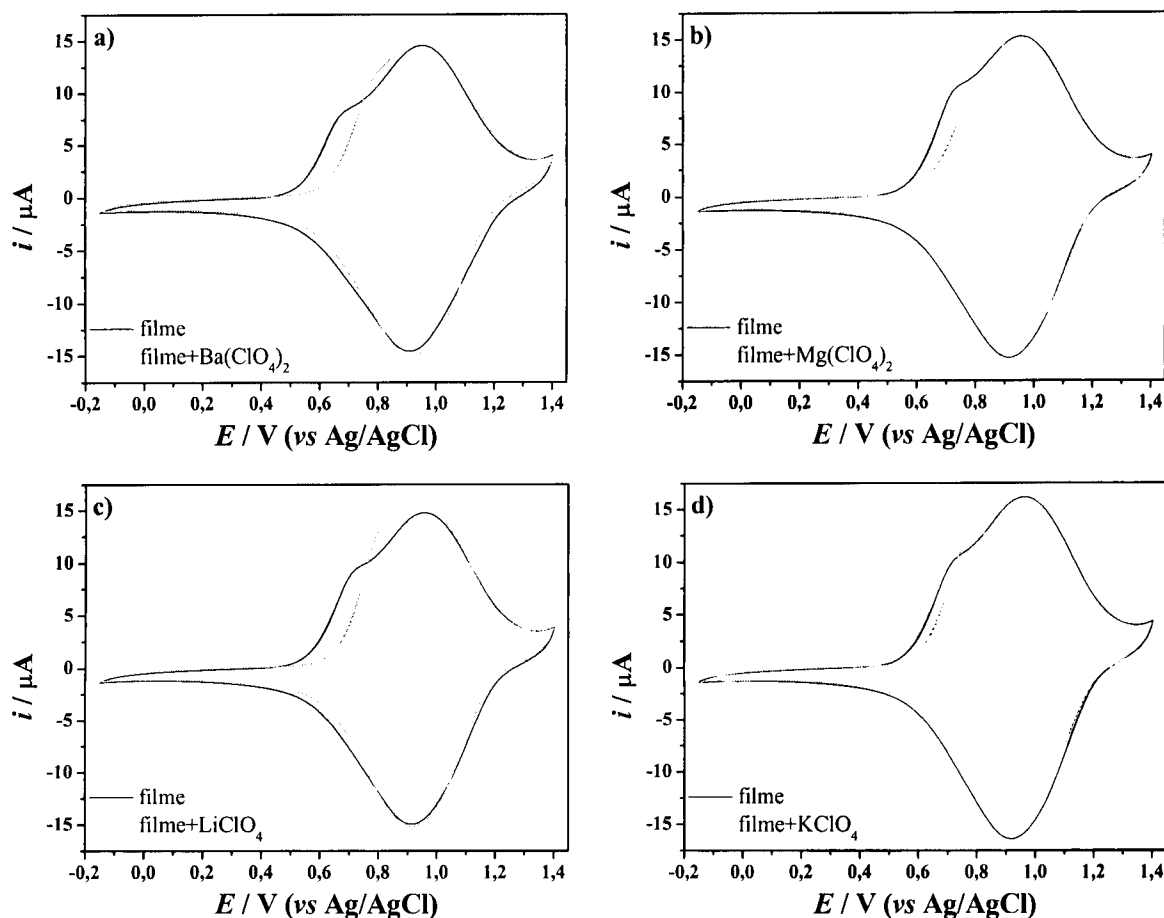 a)
15
10
5
0
-5
-10
-15
i / µA
filme
filme+Ba(ClO4)2
-0,2 0,0 0,2 0,4 0,6 0,8 1,0 1,2 1,4
E / V (vs Ag/AgCl)
b)
15
10
5
0
-5
-10
-15
i / µA
filme
filme+Mg(ClO4)2
-0,2 0,0 0,2 0,4 0,6 0,8 1,0 1,2 1,4
E / V (vs Ag/AgCl)
c)
15
10
5
0
-5
-10
-15
i / µA
filme
filme+LiClO4
-0,2 0,0 0,2 0,4 0,6 0,8 1,0 1,2 1,4
E / V (vs Ag/AgCl)
d)
15
10
5
0
-5
-10
-15
i / µA
filme
filme+KClO4
-0,2 0,0 0,2 0,4 0,6 0,8 1,0 1,2 1,4
E / V (vs Ag/AgCl)